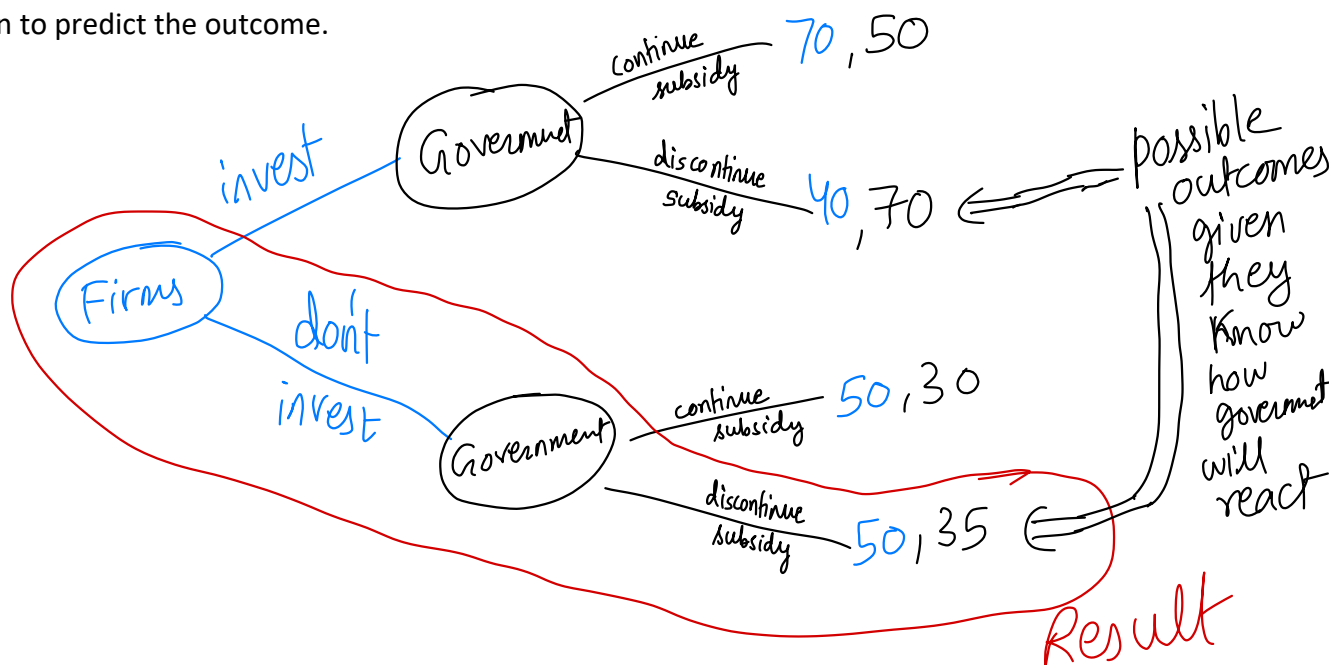 n to predict the outcome.
continue
subsidy
70, 50
invest
Government
discontinue
subsidy
40, 70
possible
outcomes
given
they
know
how
government
will
react
Firms
don't
invest
Government
continue
subsidy
50, 30
discontinue
subsidy
50, 35
Result